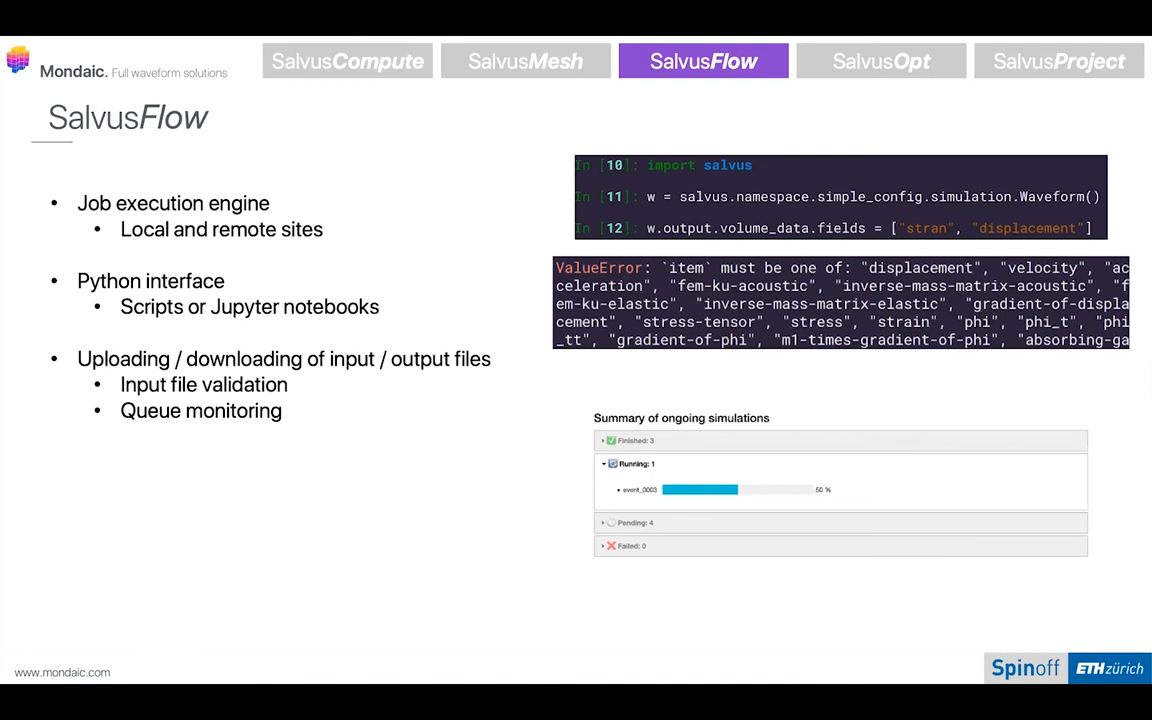 Mondaic. Full waveform solutions
SalvusCompute
SalvusMesh
SalvusFlow
SalvusOpt
SalvusProject
SalvusFlow
• Job execution engine
• Local and remote sites
• Python interface
• Scripts or Jupyter notebooks
• Uploading / downloading of input / output files
• Input file validation
• Queue monitoring
In [10]: import salvus
In [11]: w = salvus.namespace.simple_config.simulation.Waveform()
In [12]: w.output.volume_data.fields = ["stran", "displacement"]
ValueError: `item` must be one of: "displacement", "velocity", "ac
celeration", "fem-ku-acoustic", "inverse-mass-matrix-acoustic", "f
em-ku-elastic", "inverse-mass-matrix-elastic", "gradient-of-displa
cement", "stress-tensor", "stress", "strain", "phi", "phi_t", "phi
_tt", "gradient-of-phi", "m1-times-gradient-of-phi", "absorbing-ga
Summary of ongoing simulations
Finished: 3
Running: 1
• event_0003 50 %
Pending: 4
Failed: 0
www.mondaic.com
Spinoff
ETH zürich